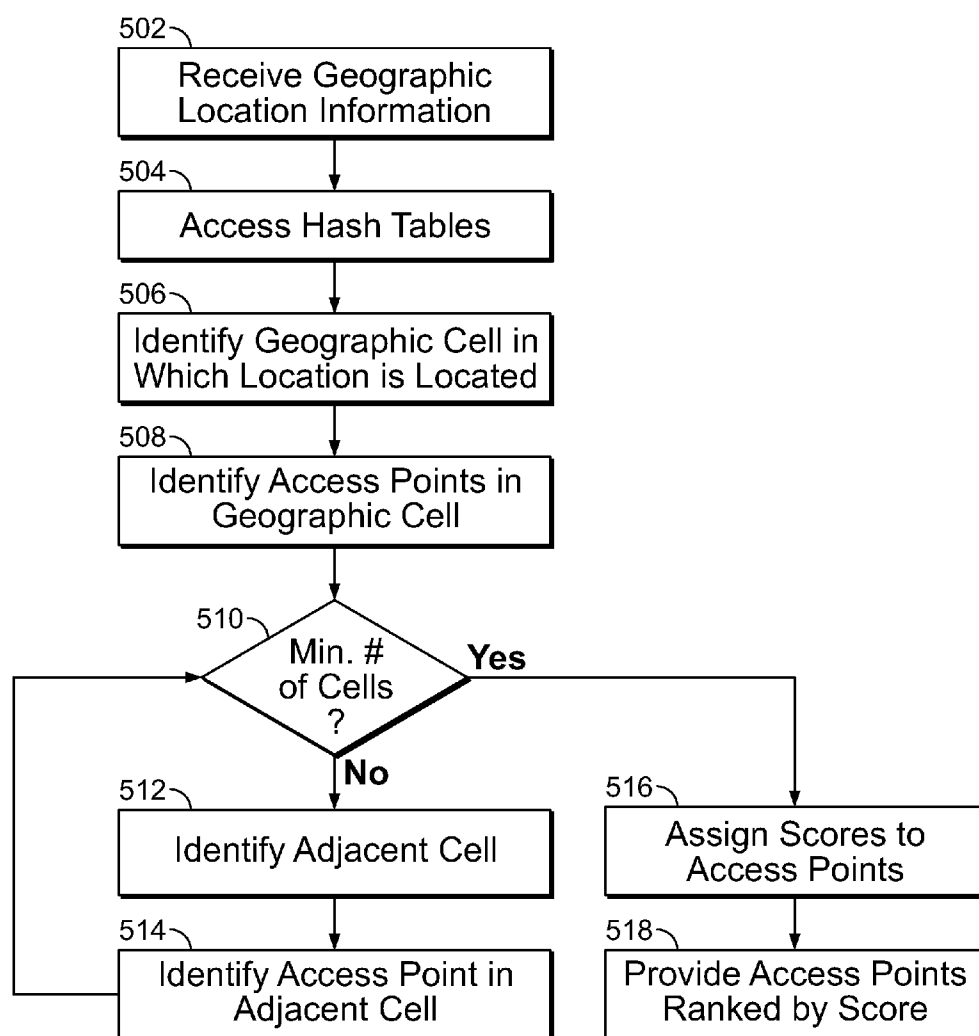 502
Receive Geographic
Location Information
504
Access Hash Tables
506
Identify Geographic Cell in
Which Location is Located
508
Identify Access Points in
Geographic Cell
510
Min. #
of Cells
?
Yes
No
512
Identify Adjacent Cell
514
Identify Access Point in
Adjacent Cell
516
Assign Scores to
Access Points
518
Provide Access Points
Ranked by Score